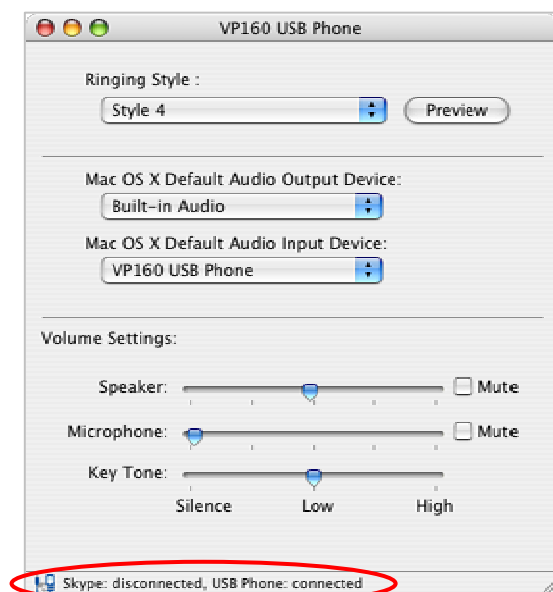 VP160 USB Phone
Ringing Style :
Style 4 Preview
Mac OS X Default Audio Output Device:
Built-in Audio
Mac OS X Default Audio Input Device:
VP160 USB Phone
Volume Settings:
Speaker: Mute
Microphone: Mute
Key Tone:
Silence Low High
Skype: disconnected, USB Phone: connected